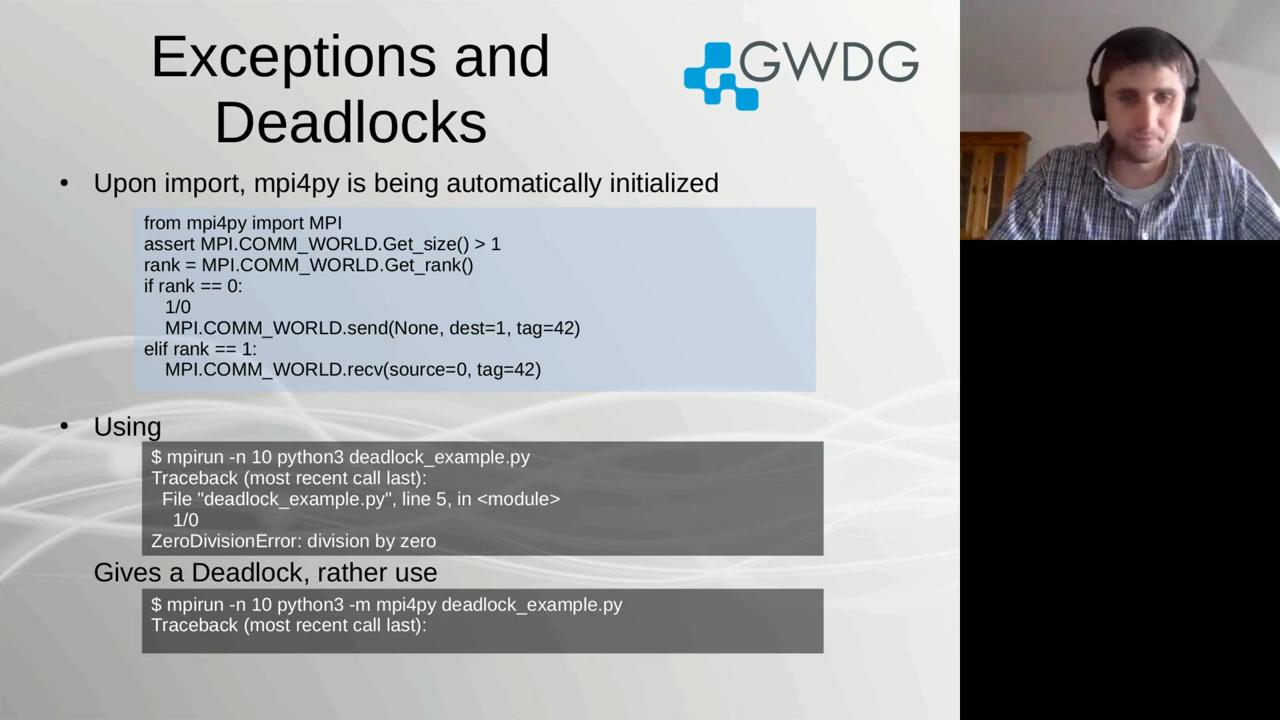 Exceptions and
Deadlocks
GWDG
• Upon import, mpi4py is being automatically initialized
from mpi4py import MPI
assert MPI.COMM_WORLD.Get_size() > 1
rank = MPI.COMM_WORLD.Get_rank()
if rank == 0:
    1/0
    MPI.COMM_WORLD.send(None, dest=1, tag=42)
elif rank == 1:
    MPI.COMM_WORLD.recv(source=0, tag=42)
• Using
$ mpirun -n 10 python3 deadlock_example.py
Traceback (most recent call last):
  File "deadlock_example.py", line 5, in <module>
    1/0
ZeroDivisionError: division by zero
Gives a Deadlock, rather use
$ mpirun -n 10 python3 -m mpi4py deadlock_example.py
Traceback (most recent call last):